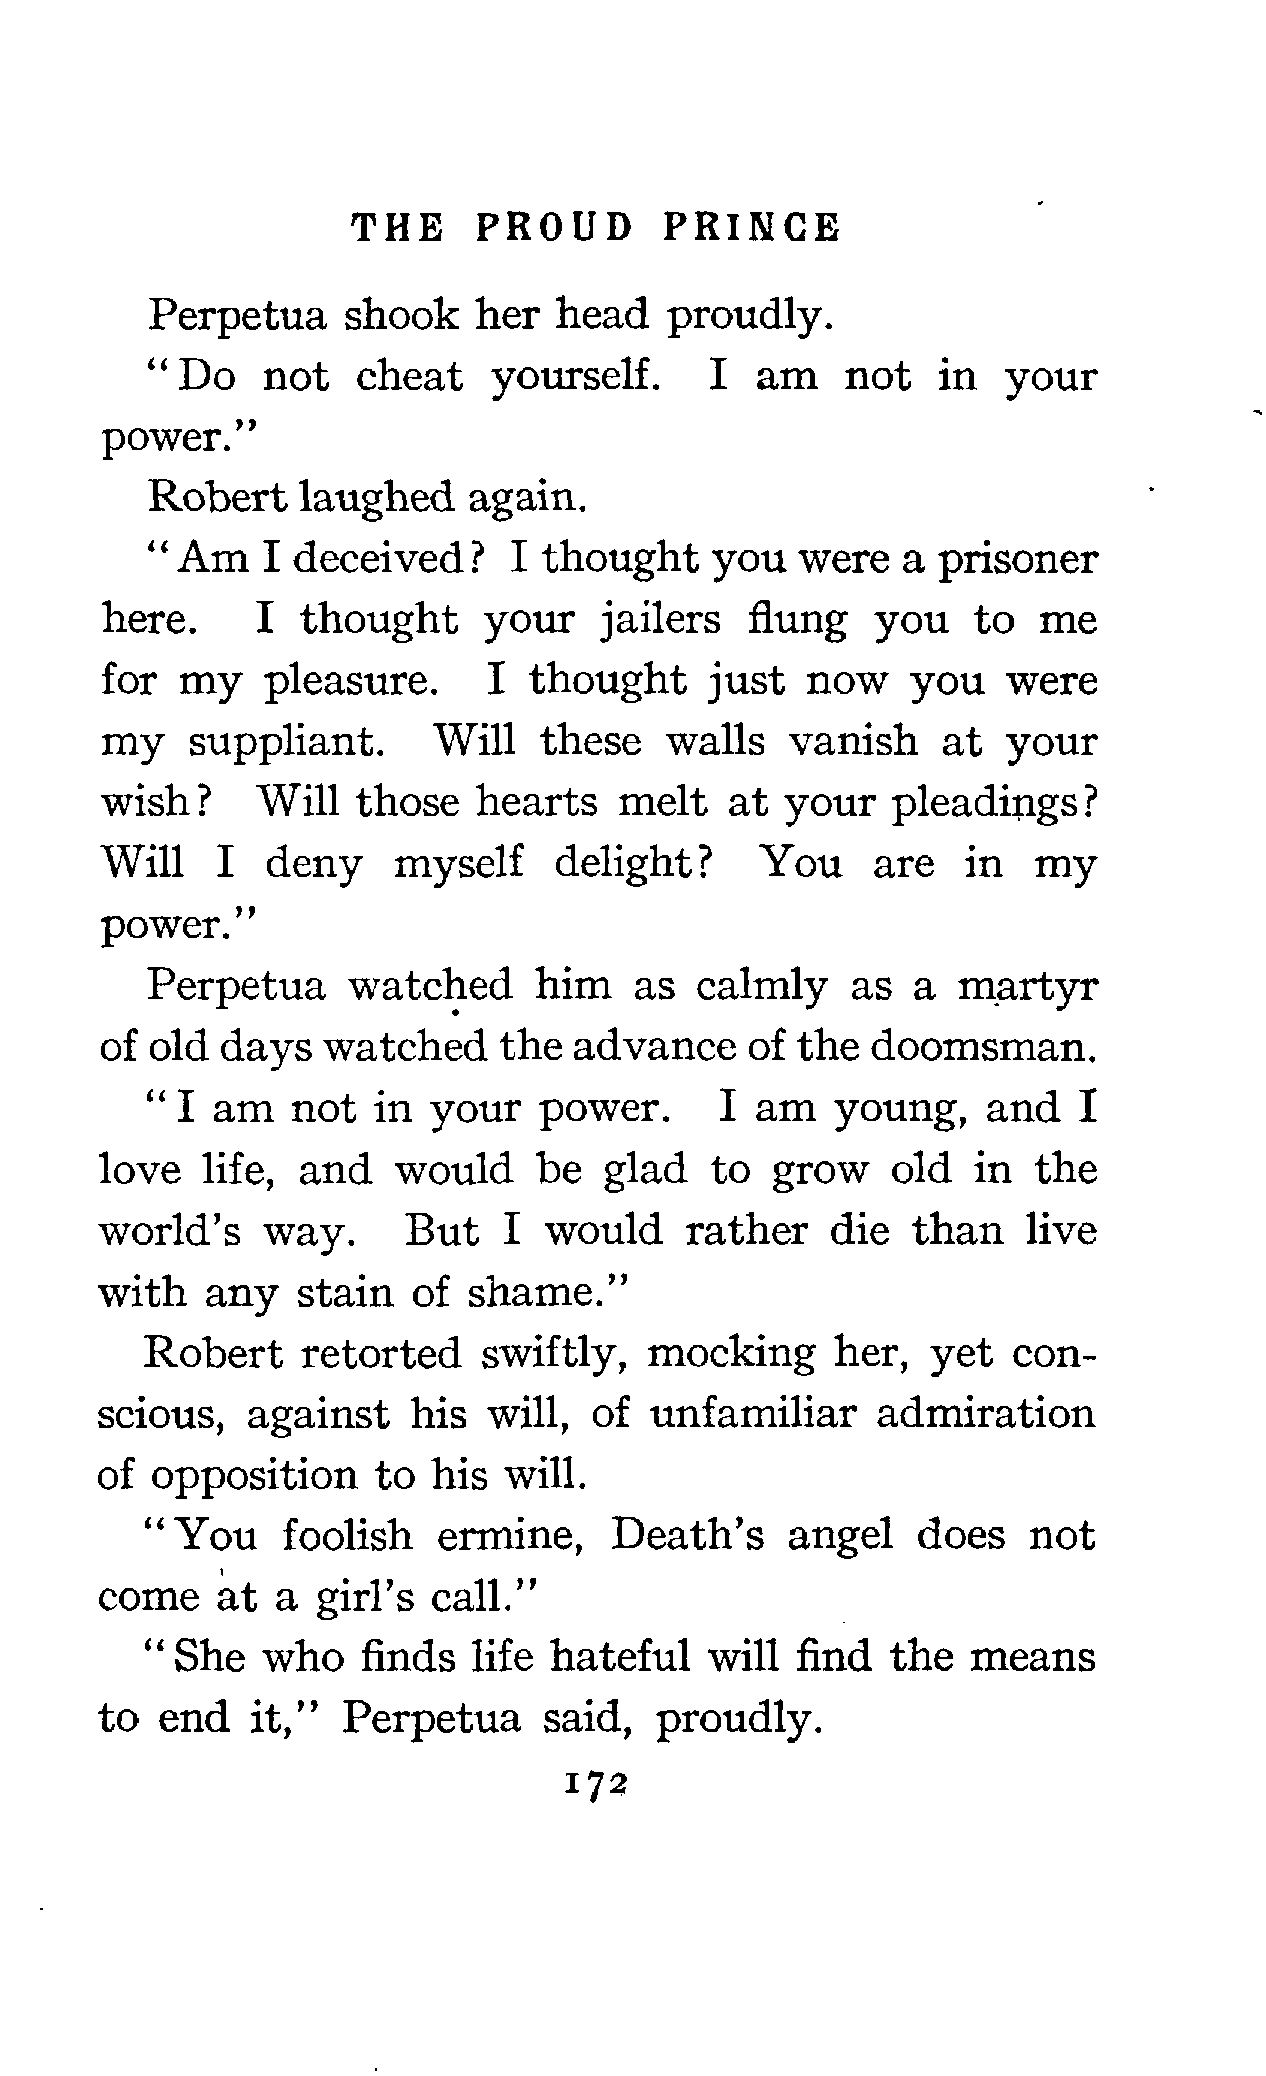 THE PROUD PRINCE
Perpetua shook her head proudly.
"Do not cheat yourself. I am not in your
power."
Robert laughed again.
"Am I deceived? I thought you were a prisoner
here. I thought your jailers flung you to me
for my pleasure. I thought just now you were
my suppliant. Will these walls vanish at your
wish? Will those hearts melt at your pleadings?
Will I deny myself delight? You are in my
power."
Perpetua watched him as calmly as a martyr
of old days watched the advance of the doomsman.
"I am not in your power. I am young, and I
love life, and would be glad to grow old in the
world's way. But I would rather die than live
with any stain of shame."
Robert retorted swiftly, mocking her, yet con-
scious, against his will, of unfamiliar admiration
of opposition to his will.
"You foolish ermine, Death's angel does not
come at a girl's call."
"She who finds life hateful will find the means
to end it," Perpetua said, proudly.
172